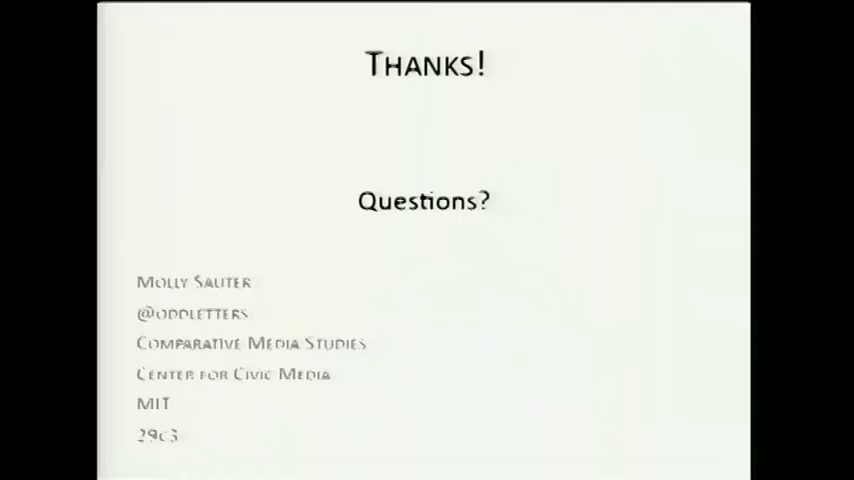 THANKS!
Questions?
MOLLY SAUTER
@ODDLETTERS
COMPARATIVE MEDIA STUDIES
CENTER FOR CIVIC MEDIA
MIT
29C3